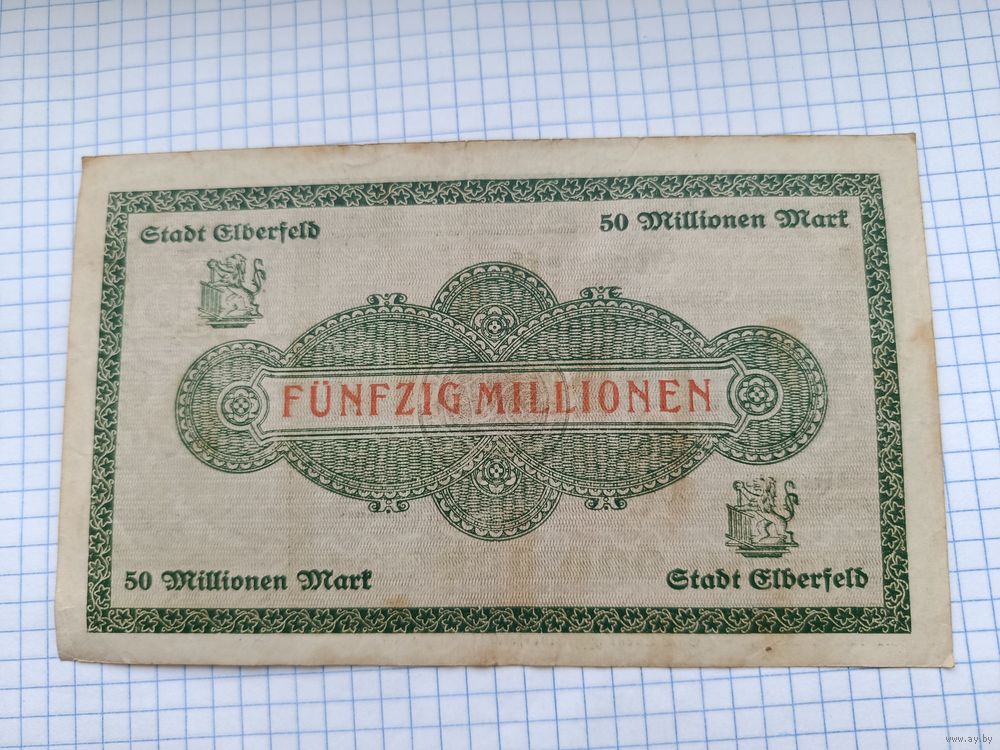 Stadt Elberfeld
50 Millionen Mark
FÜNFZIG MILLIONEN
50 Millionen Mark
Stadt Elberfeld
www.ay.by